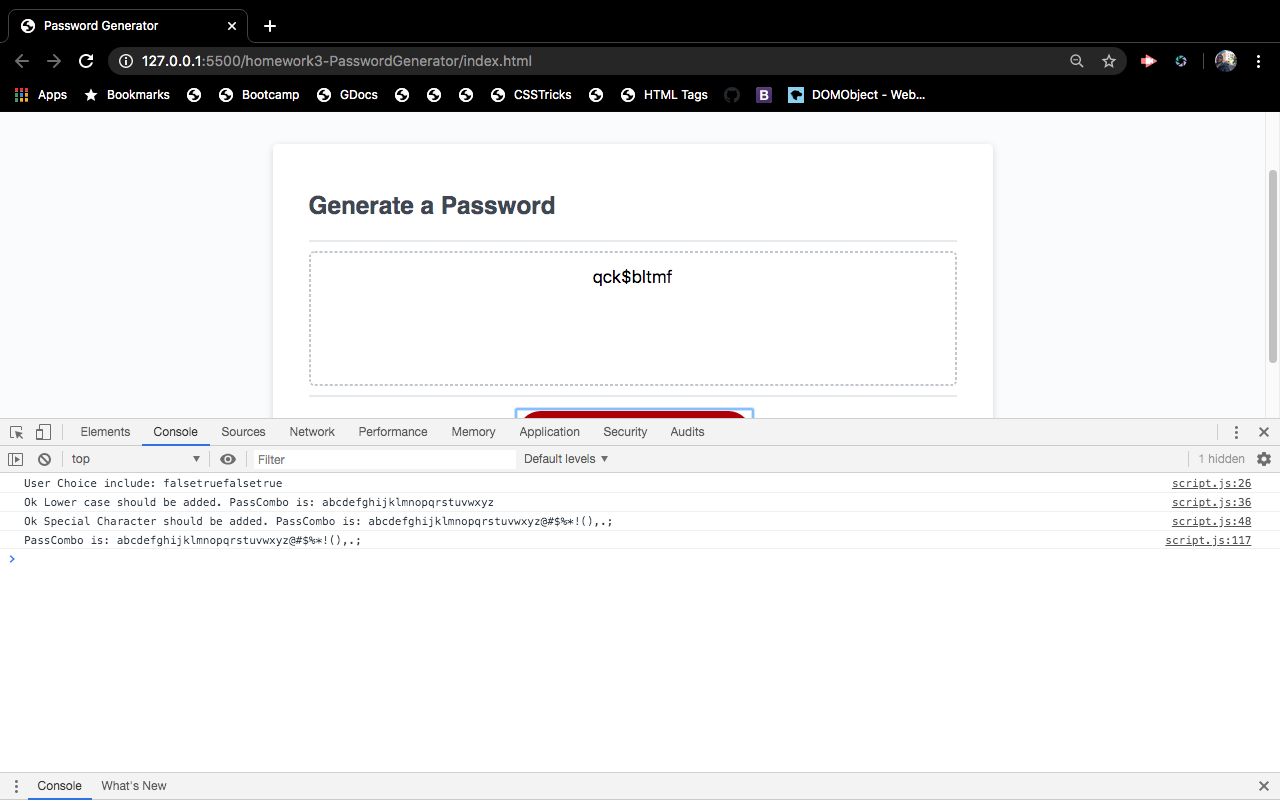 Password Generator
127.0.0.1:5500/homework3-PasswordGenerator/index.html
Apps Bookmarks Bootcamp GDocs CSSTricks HTML Tags B DOMObject - Web...
Generate a Password
qck$bltmf
Elements Console Sources Network Performance Memory Application Security Audits
top Filter Default levels 1 hidden
User Choice include: falsetruefalsetrue script.js:26
Ok Lower case should be added. PassCombo is: abcdefghijklmnopqrstuvwxyz script.js:36
Ok Special Character should be added. PassCombo is: abcdefghijklmnopqrstuvwxyz@#$%*!(),.; script.js:48
PassCombo is: abcdefghijklmnopqrstuvwxyz@#$%*!(),.; script.js:117
Console What's New